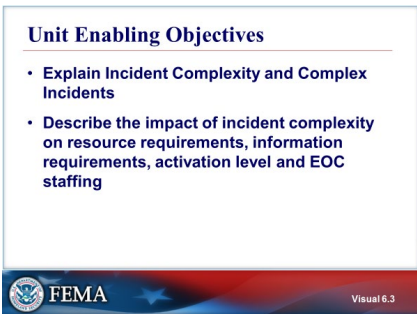 Unit Enabling Objectives
• Explain Incident Complexity and Complex
Incidents
• Describe the impact of incident complexity
on resource requirements, information
requirements, activation level and EOC
staffing
FEMA
Visual 6.3